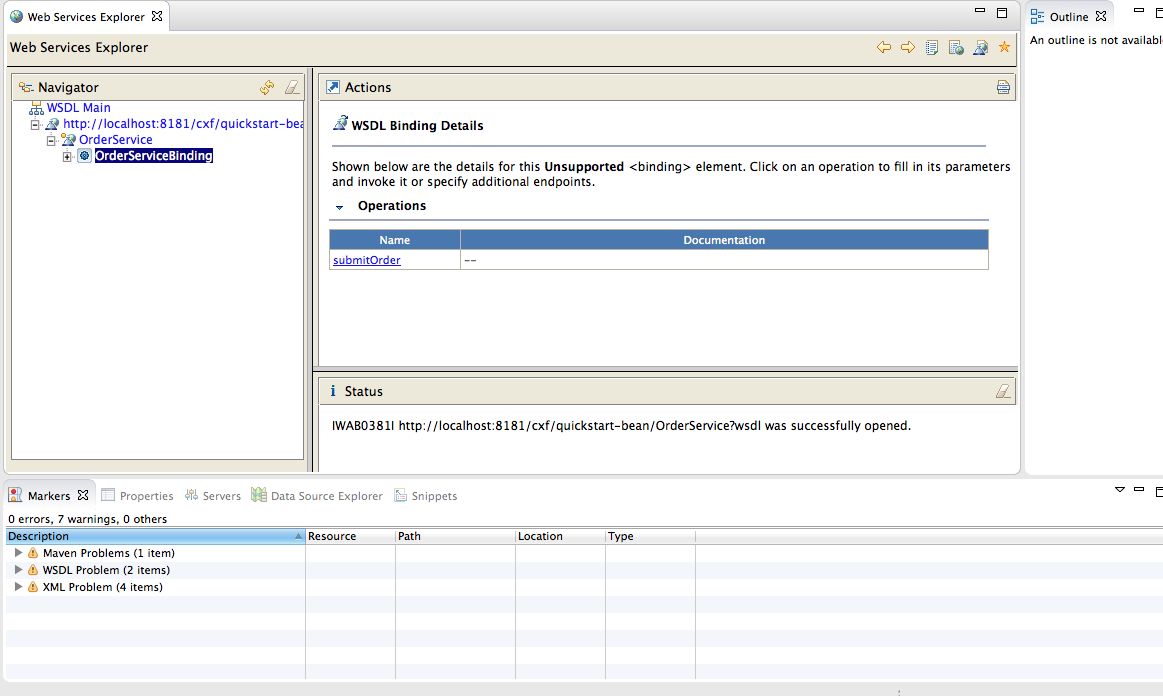 Web Services Explorer
Outline
Web Services Explorer
An outline is not available
Navigator
WSDL Main
http://localhost:8181/cxf/quickstart-bea
OrderService
OrderServiceBinding
Actions
WSDL Binding Details
Shown below are the details for this Unsupported <binding> element. Click on an operation to fill in its parameters
and invoke it or specify additional endpoints.
Operations
Name Documentation
submitOrder --
Status
IWAB0381I http://localhost:8181/cxf/quickstart-bean/OrderService?wsdl was successfully opened.
Markers Properties Servers Data Source Explorer Snippets
0 errors, 7 warnings, 0 others
Description Resource Path Location Type
Maven Problems (1 item)
WSDL Problem (2 items)
XML Problem (4 items)